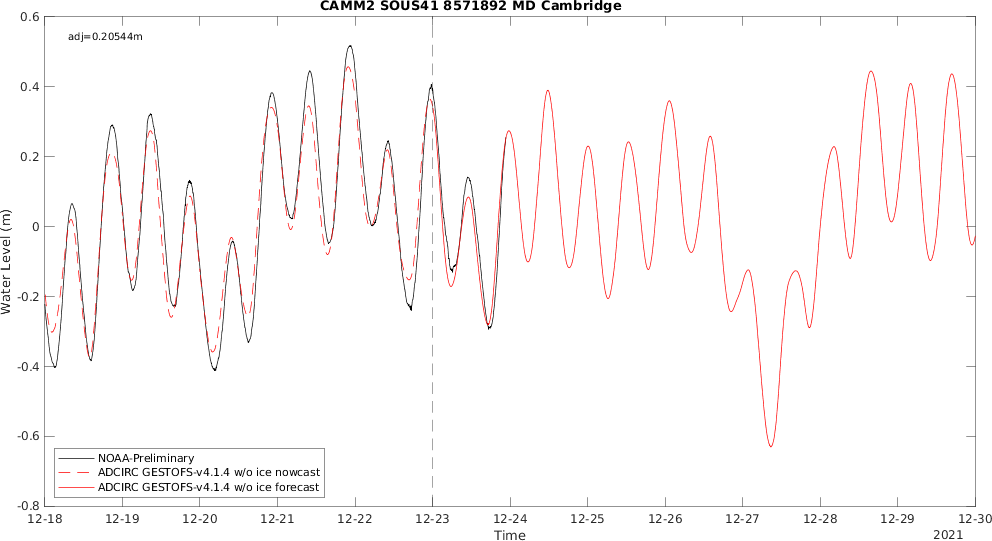 CAMM2 SOUS41 8571892 MD Cambridge
adj=0.20544m
0.6
0.4
0.2
0
-0.2
-0.4
-0.6
-0.8
Water Level (m)
NOAA-Preliminary
ADCIRC GESTOFS-v4.1.4 w/o ice nowcast
ADCIRC GESTOFS-v4.1.4 w/o ice forecast
12-18 12-19 12-20 12-21 12-22 12-23 12-24 12-25 12-26 12-27 12-28 12-29 12-30
Time
2021